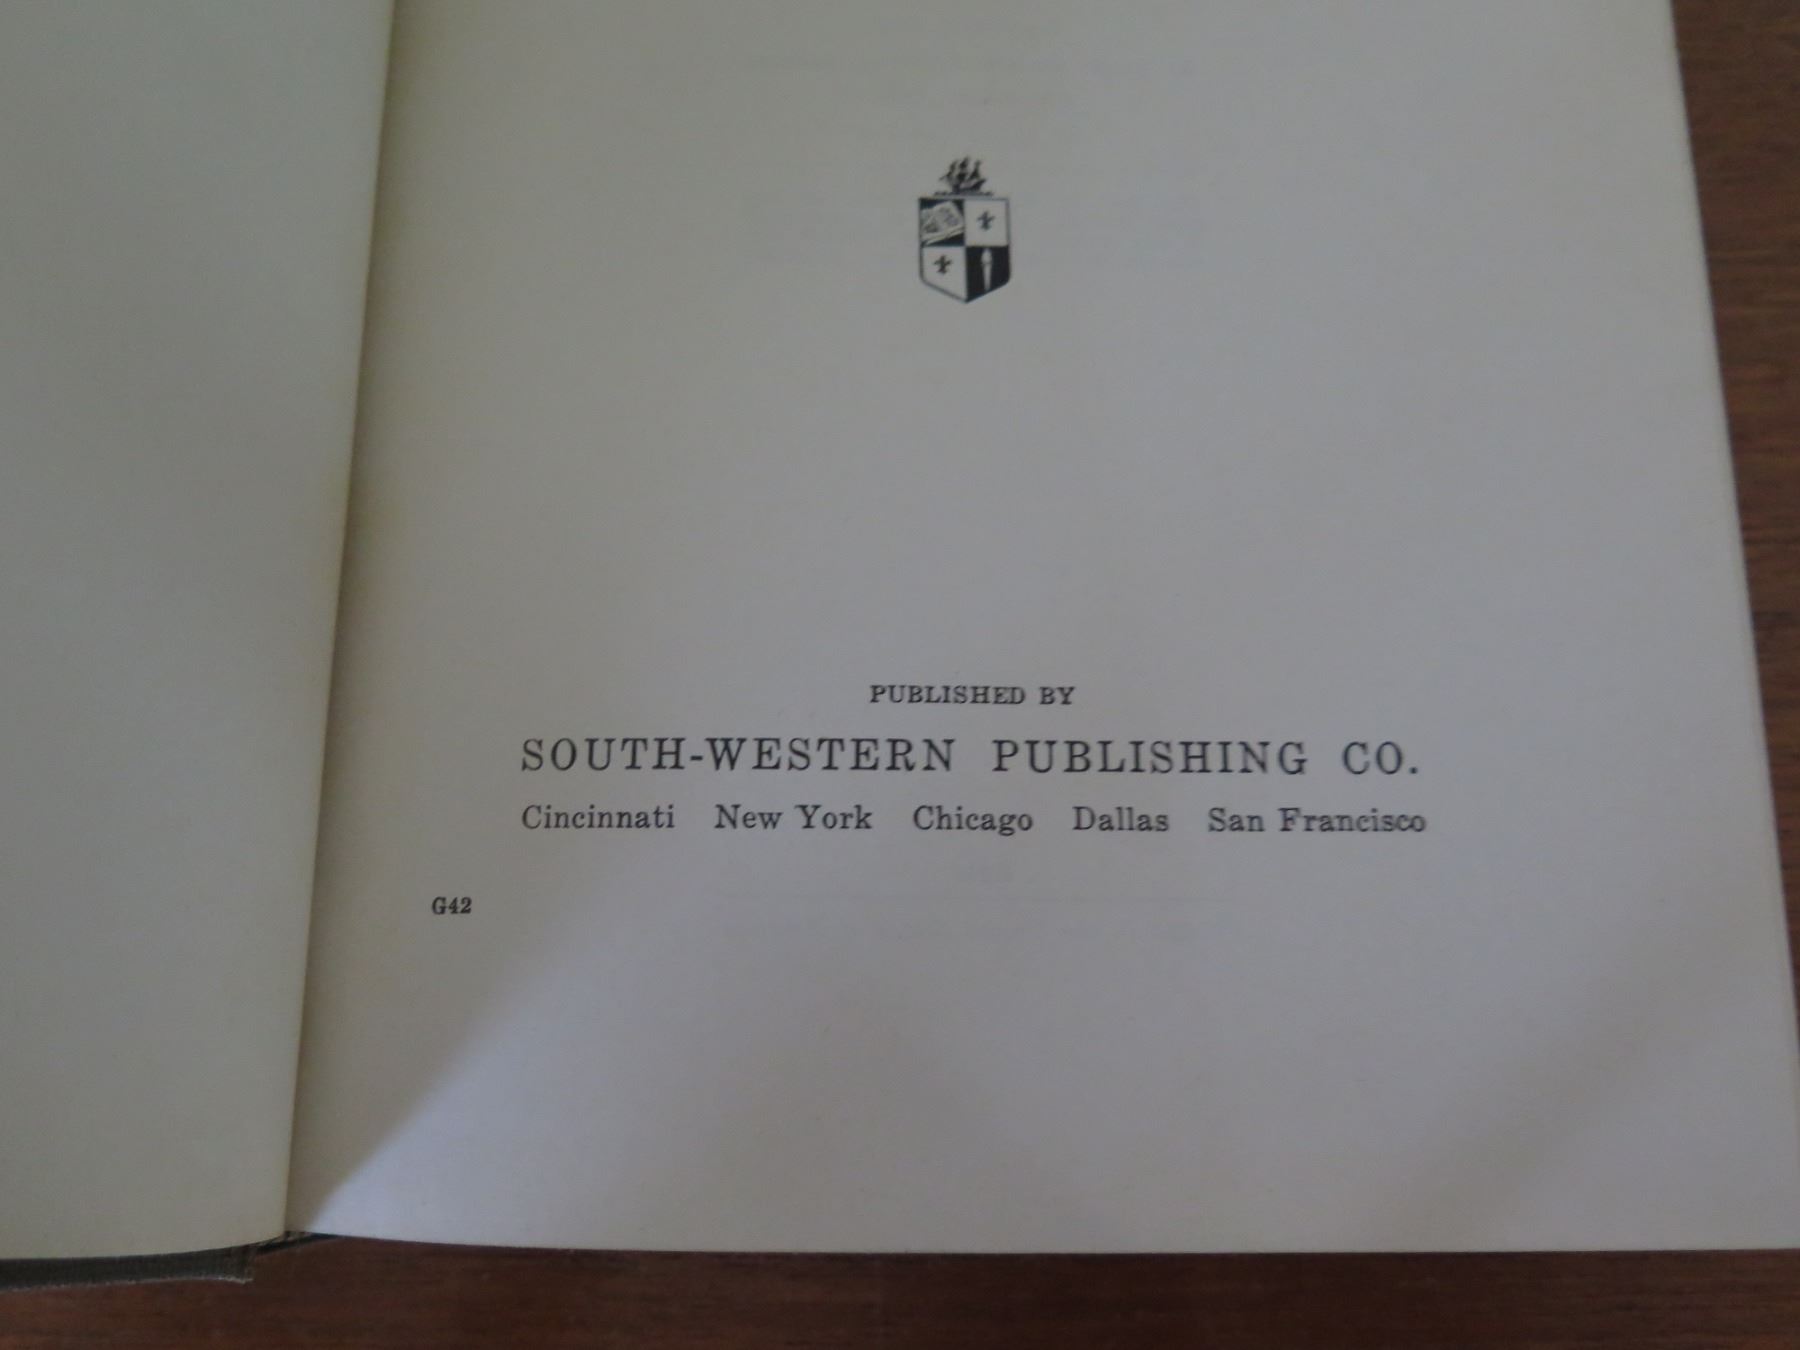 PUBLISHED BY
SOUTH-WESTERN PUBLISHING CO.
Cincinnati New York Chicago Dallas San Francisco
G42